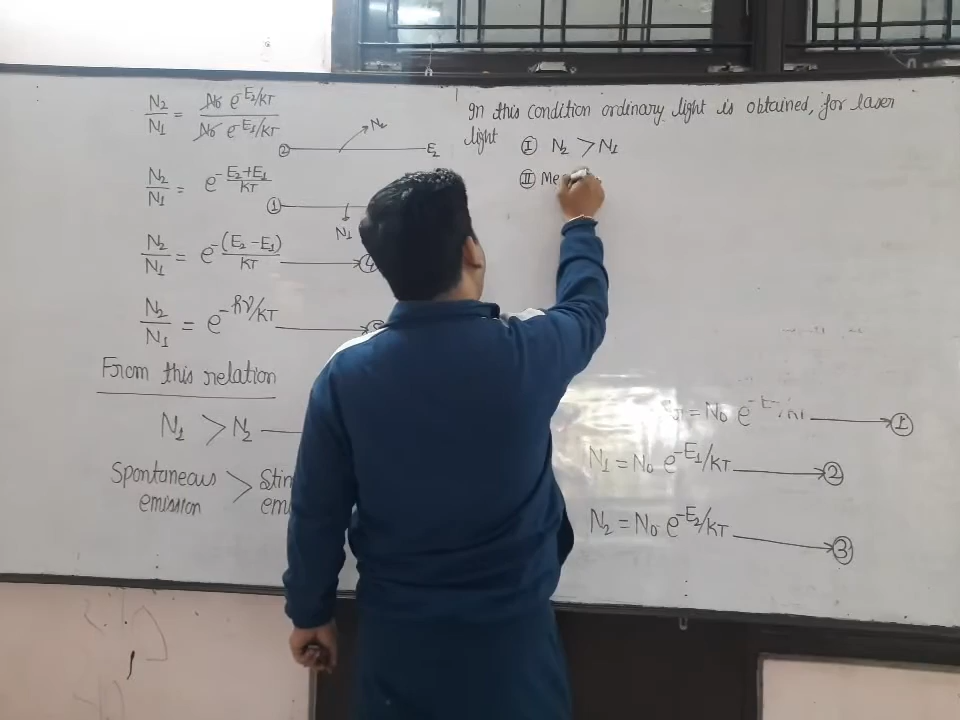 N₂/N₁ = N₀ e^-E₂/KT / N₀ e^-E₁/KT
N₂/N₁ = e^-E₂+E₁/KT
N₂/N₁ = e^-(E₂ - E₁)/KT
N₂/N₁ = e^-hν/KT
From this relation
N₁ > N₂
Spontaneous emission >
② N₂ E₂
① N₁
In this condition ordinary light is obtained, for laser
light Ⓘ N₂ > N₁
Ⓘⓘ Me
= N₀ e ①
N₁ = N₀ e^-E₁/KT ②
N₂ = N₀ e^-E₂/KT ③